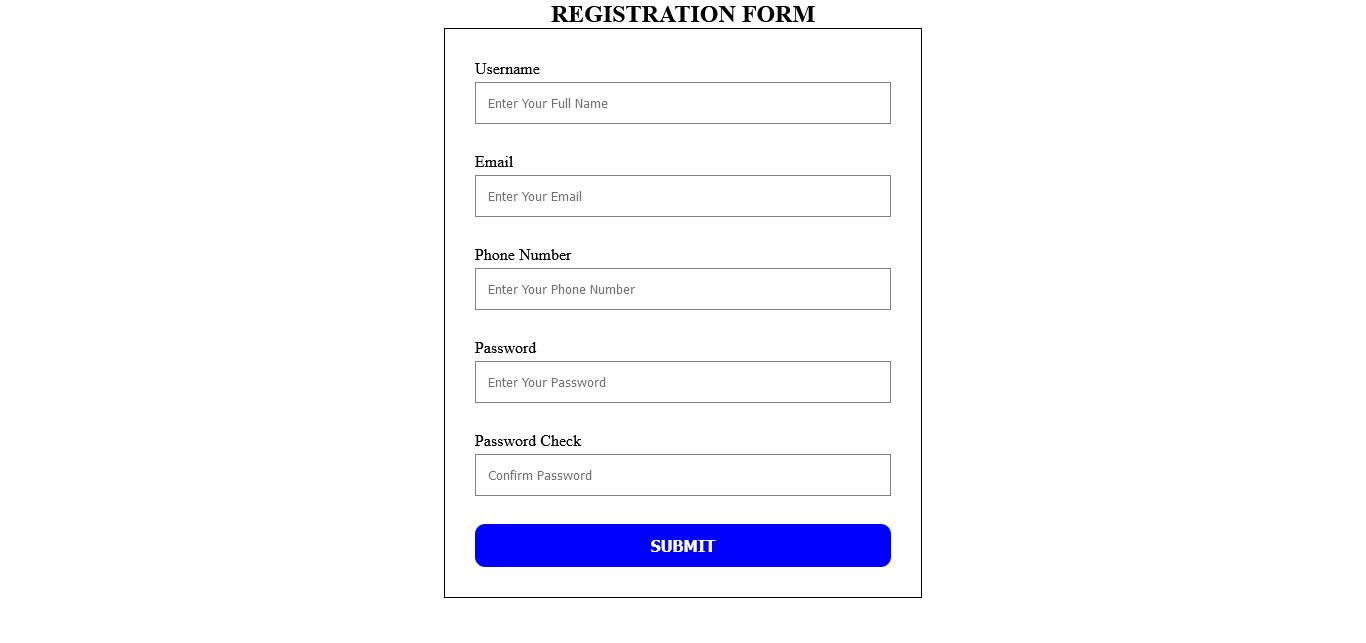 REGISTRATION FORM
Username
Enter Your Full Name
Email
Enter Your Email
Phone Number
Enter Your Phone Number
Password
Enter Your Password
Password Check
Confirm Password
SUBMIT